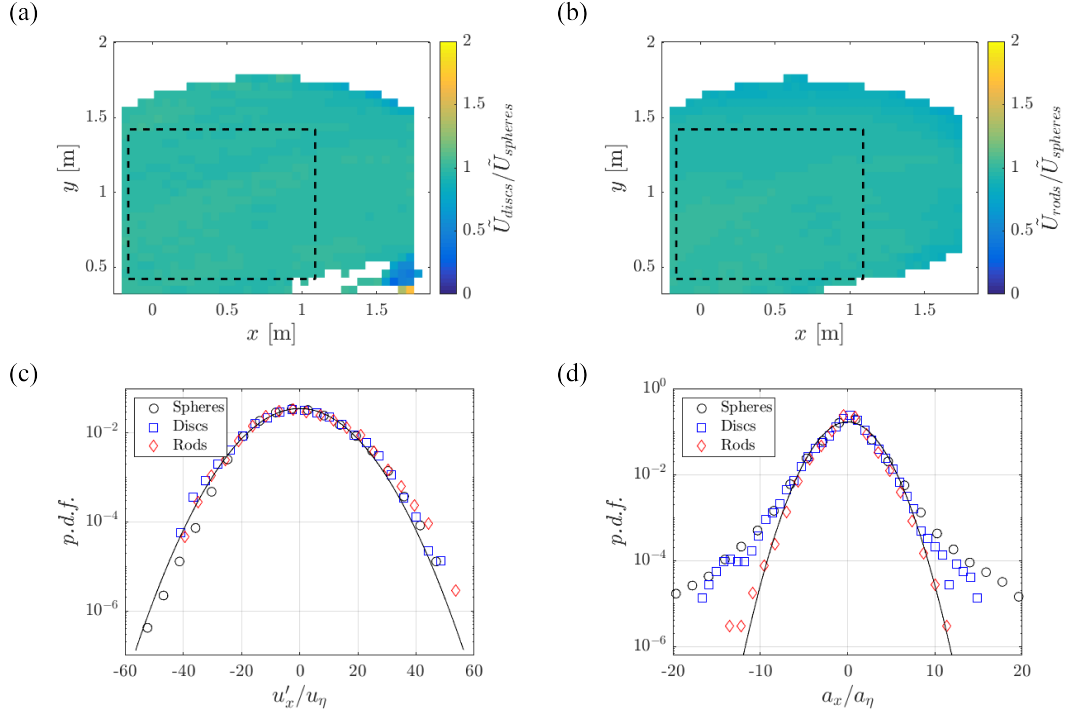 (a)
(b)
2
1.5
1
0.5
y [m]
0 0.5 1 1.5
x [m]
2
1.5
1
0.5
0
Ũ_discs/Ũ_spheres
2
1.5
1
0.5
y [m]
0 0.5 1 1.5
x [m]
2
1.5
1
0.5
0
Ũ_rods/Ũ_spheres
(c)
(d)
10^-2
10^-4
10^-6
p.d.f.
Spheres
Discs
Rods
-60 -40 -20 0 20 40 60
u'_x/u_η
10^0
10^-2
10^-4
10^-6
p.d.f.
Spheres
Discs
Rods
-20 -10 0 10 20
a_x/a_η